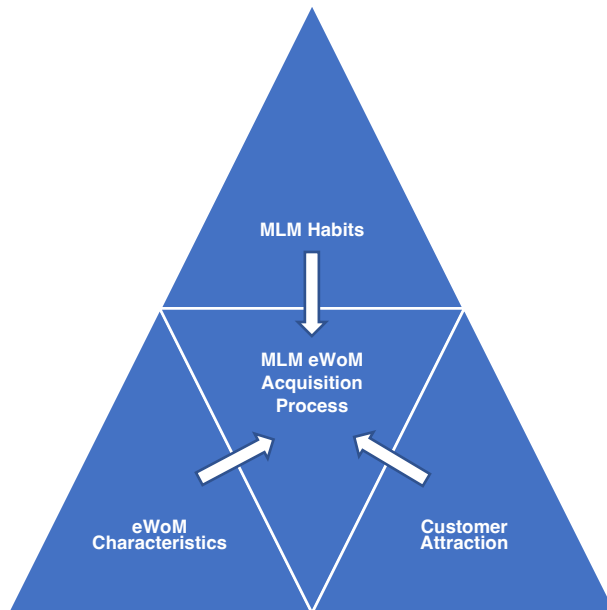 MLM Habits
MLM eWoM
Acquisition
Process
eWoM
Characteristics
Customer
Attraction